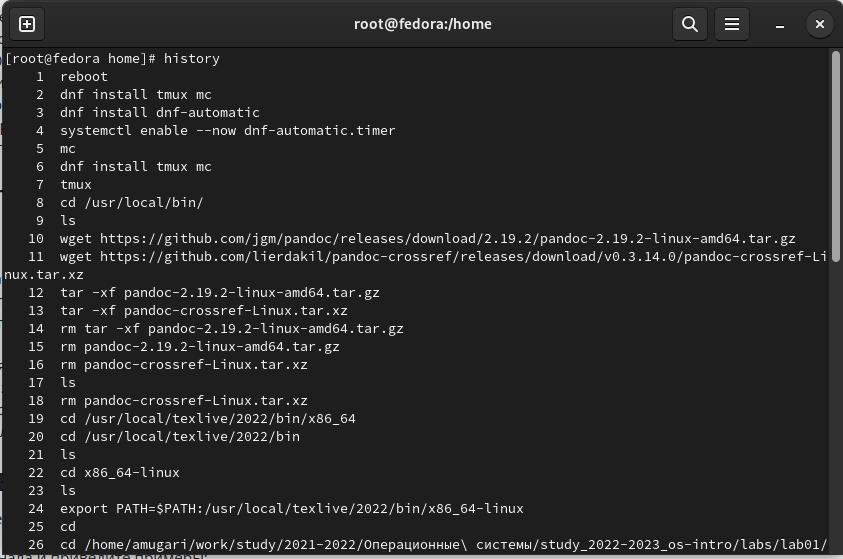 root@fedora:/home
[root@fedora home]# history
1 reboot
2 dnf install tmux mc
3 dnf install dnf-automatic
4 systemctl enable --now dnf-automatic.timer
5 mc
6 dnf install tmux mc
7 tmux
8 cd /usr/local/bin/
9 ls
10 wget https://github.com/jgm/pandoc/releases/download/2.19.2/pandoc-2.19.2-linux-amd64.tar.gz
11 wget https://github.com/lierdakil/pandoc-crossref/releases/download/v0.3.14.0/pandoc-crossref-Li
nux.tar.xz
12 tar -xf pandoc-2.19.2-linux-amd64.tar.gz
13 tar -xf pandoc-crossref-Linux.tar.xz
14 rm tar -xf pandoc-2.19.2-linux-amd64.tar.gz
15 rm pandoc-2.19.2-linux-amd64.tar.gz
16 rm pandoc-crossref-Linux.tar.xz
17 ls
18 rm pandoc-crossref-Linux.tar.xz
19 cd /usr/local/texlive/2022/bin/x86_64
20 cd /usr/local/texlive/2022/bin
21 ls
22 cd x86_64-linux
23 ls
24 export PATH=$PATH:/usr/local/texlive/2022/bin/x86_64-linux
25 cd
26 cd /home/amugari/work/study/2021-2022/Операционные\ системы/study_2022-2023_os-intro/labs/lab01/